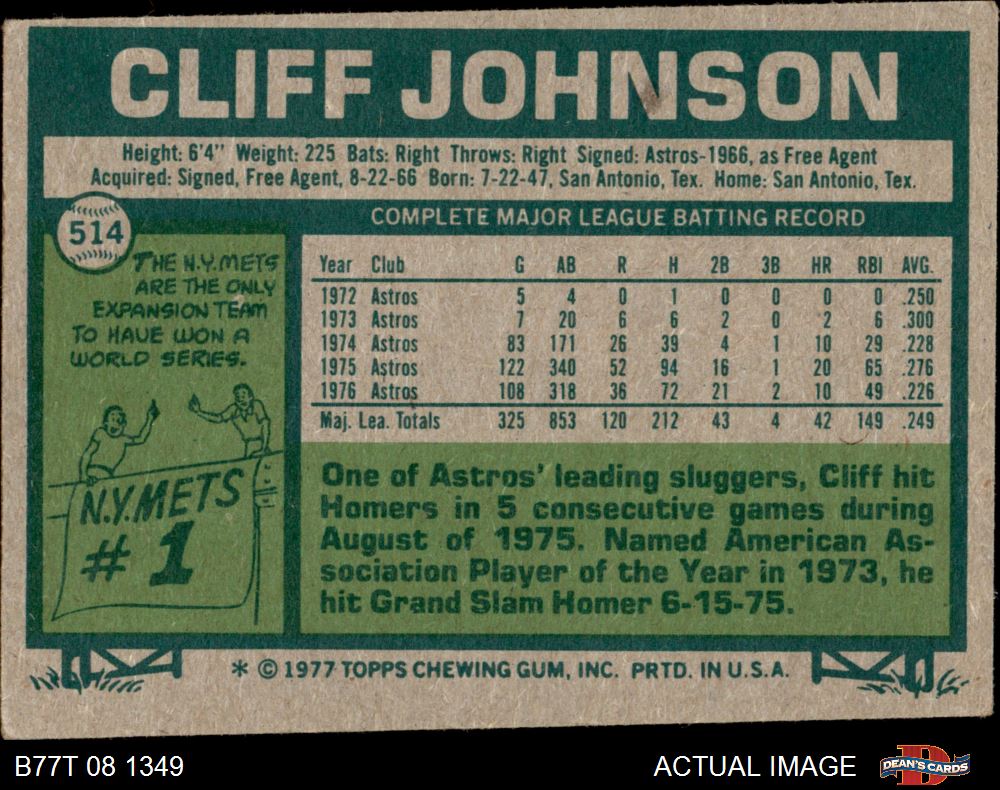 CLIFF JOHNSON
Height: 6'4" Weight: 225 Bats: Right Throws: Right Signed: Astros-1966, as Free Agent
Acquired: Signed, Free Agent, 8-22-66 Born: 7-22-47, San Antonio, Tex. Home: San Antonio, Tex.
514
THE N.Y. METS
ARE THE ONLY
EXPANSION TEAM
TO HAVE WON A
WORLD SERIES.
N.Y. METS
# 1
COMPLETE MAJOR LEAGUE BATTING RECORD
Year Club G AB R H 2B 3B HR RBI AVG.
1972 Astros 5 4 0 1 0 0 0 0 .250
1973 Astros 7 20 6 6 2 0 2 6 .300
1974 Astros 83 171 26 39 4 1 10 29 .228
1975 Astros 122 340 52 94 16 1 20 65 .276
1976 Astros 108 318 36 72 21 2 10 49 .226
Maj. Lea. Totals 325 853 120 212 43 4 42 149 .249
One of Astros' leading sluggers, Cliff hit
Homers in 5 consecutive games during
August of 1975. Named American As-
sociation Player of the Year in 1973, he
hit Grand Slam Homer 6-15-75.
* © 1977 TOPPS CHEWING GUM, INC. PRTD. IN U.S.A.
B77T 08 1349
ACTUAL IMAGE
D
DEAN'S CARDS